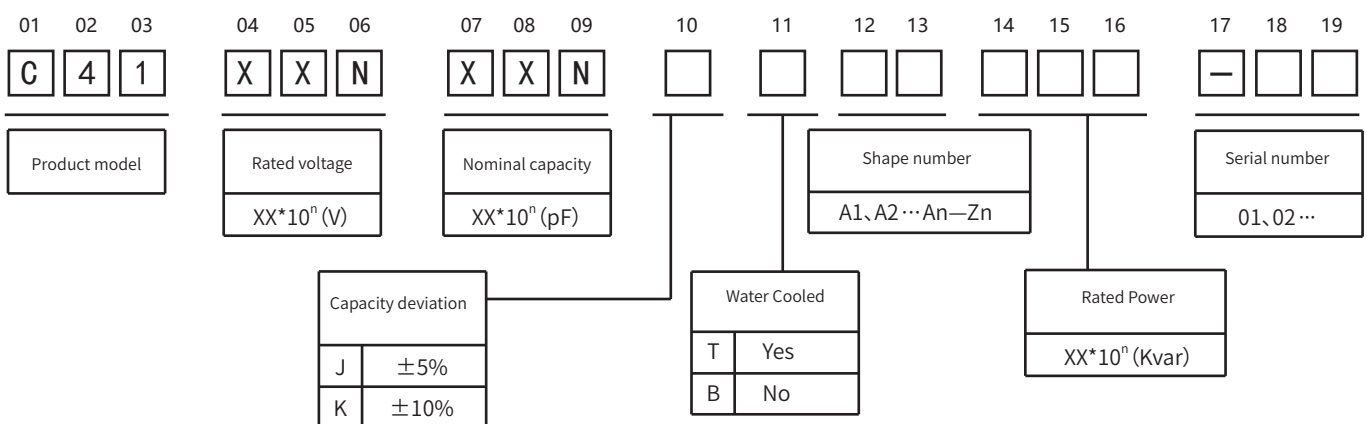 01 02 03 04 05 06 07 08 09 10 11 12 13 14 15 16 17 18 19
C 4 1 X X N X X N —
Product model
Rated voltage
XX*10ⁿ(V)
Nominal capacity
XX*10ⁿ(pF)
Shape number
A1、A2…An—Zn
Serial number
01、02…
Capacity deviation
J ±5%
K ±10%
Water Cooled
T Yes
B No
Rated Power
XX*10ⁿ(Kvar)